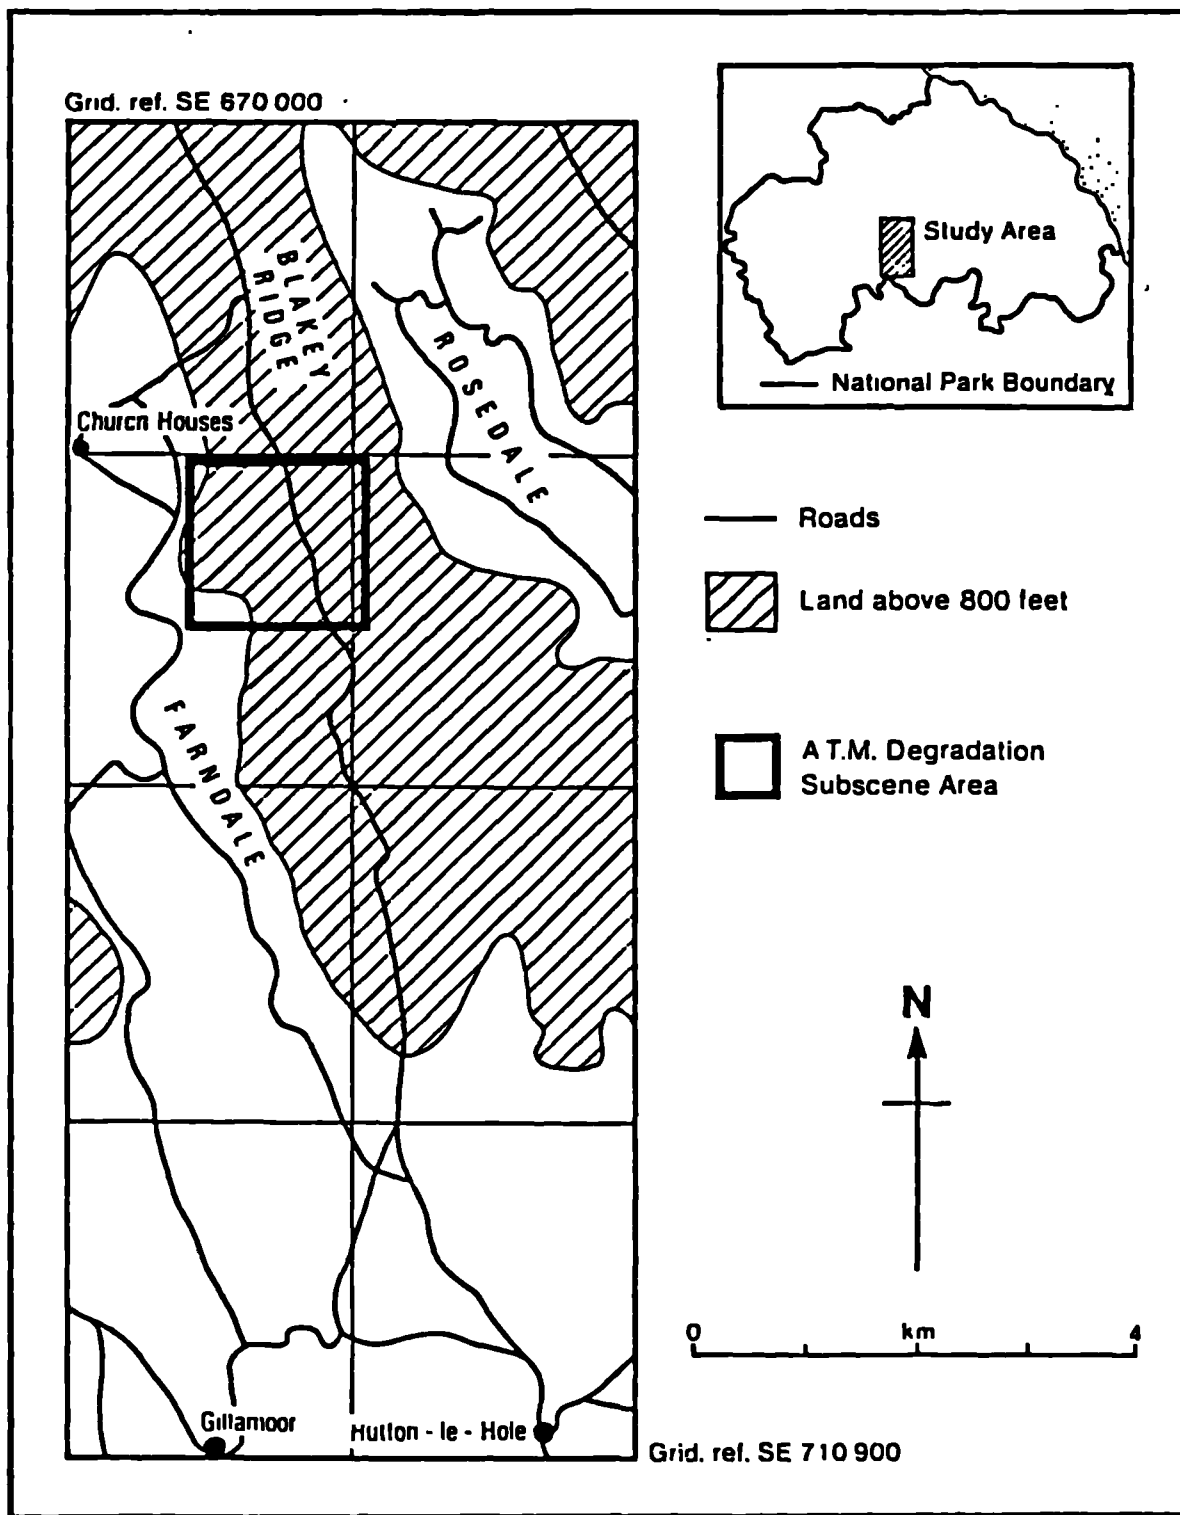 Grid. ref. SE 670 000
Study Area
National Park Boundary
BLAKEY
RIDGE
ROSEDALE
Church Houses
Roads
Land above 800 feet
FARNDALE
A T.M. Degradation
Subscene Area
N
0 km 4
Gillamoor
Hutton - le - Hole
Grid. ref. SE 710 900